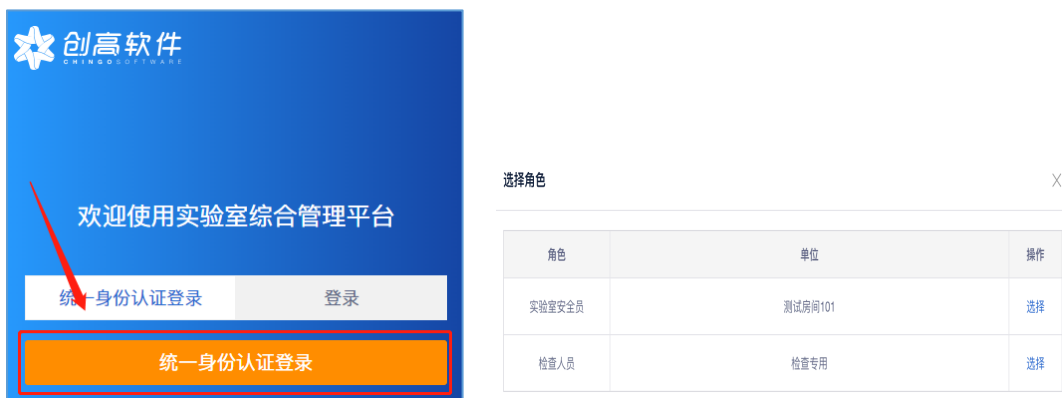 创高软件
CHINGOSOFTWARE
欢迎使用实验室综合管理平台
统一身份认证登录 登录
统一身份认证登录
选择角色
角色 单位 操作
实验室安全员 测试房间101 选择
检查人员 检查专用 选择